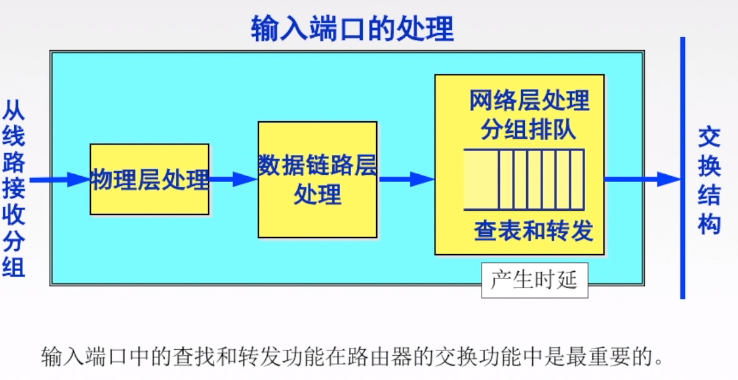 输入端口的处理
从线路接收分组
物理层处理
数据链路层
处理
网络层处理
分组排队
查表和转发
交换结构
产生时延
输入端口中的查找和转发功能在路由器的交换功能中是最重要的。